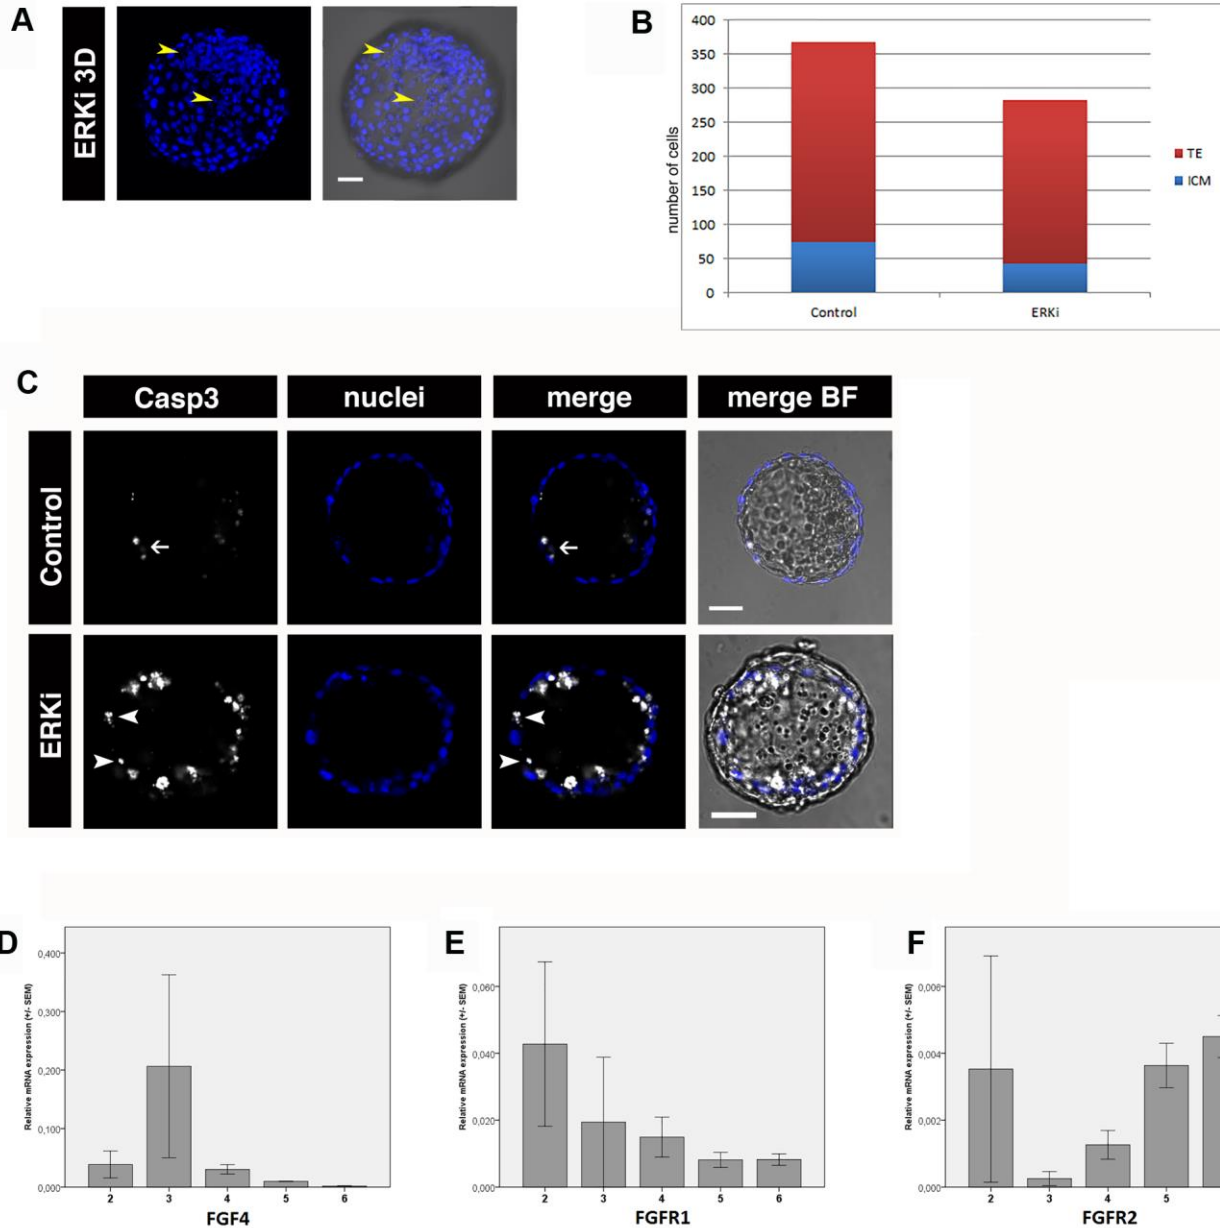 A
ERKi 3D
B
number of cells
400
350
300
250
200
150
100
50
0
Control
ERKi
TE
ICM
C
Casp3
nuclei
merge
merge BF
Control
ERKi
D
Relative mRNA expression (+/- SEM)
0,400
0,300
0,200
0,100
0,000
2 3 4 5 6
FGF4
E
Relative mRNA expression (+/- SEM)
0,060
0,040
0,020
0,000
2 3 4 5 6
FGFR1
F
Relative mRNA expression (+/- SEM)
0,006
0,004
0,002
0,000
2 3 4 5
FGFR2